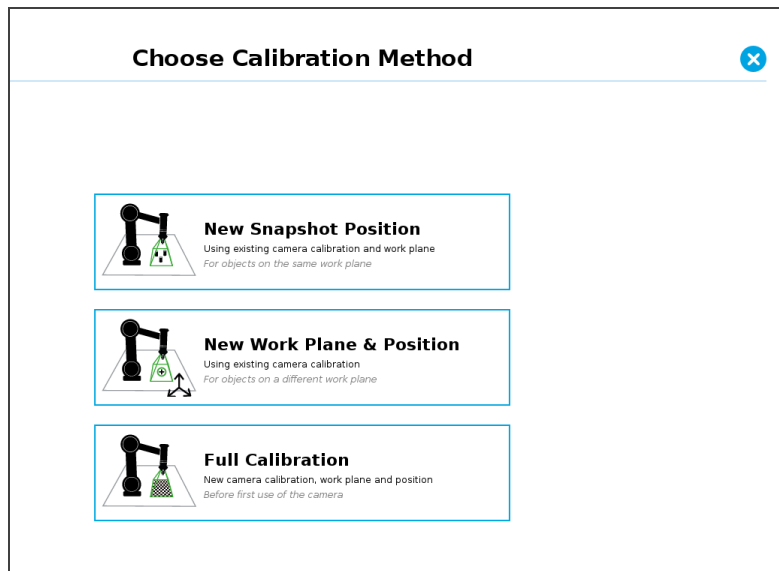 Choose Calibration Method
New Snapshot Position
Using existing camera calibration and work plane
For objects on the same work plane
New Work Plane & Position
Using existing camera calibration
For objects on a different work plane
Full Calibration
New camera calibration, work plane and position
Before first use of the camera